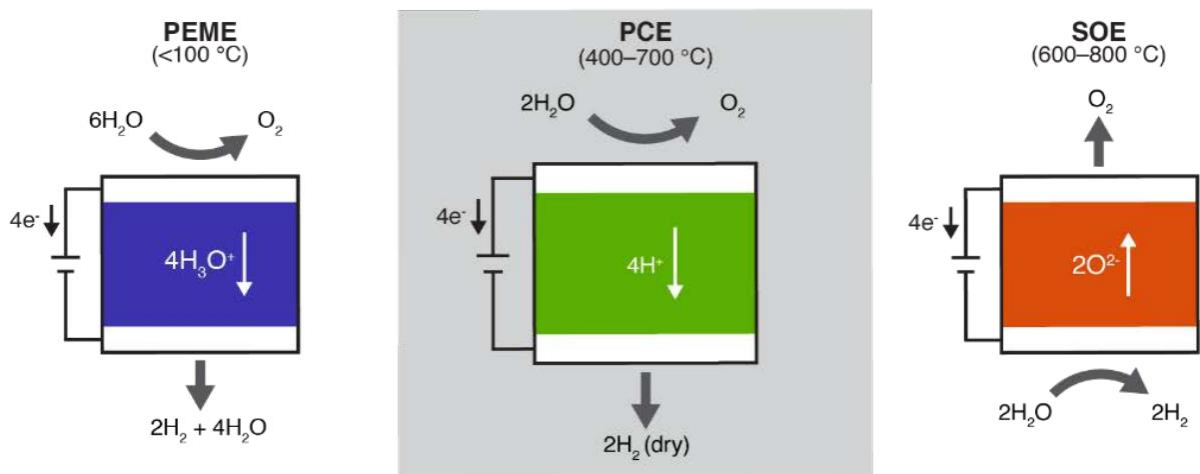 PEME
(<100 °C)
6H₂O
O₂
4e⁻
4H₃O⁺
2H₂ + 4H₂O
PCE
(400–700 °C)
2H₂O
O₂
4e⁻
4H⁺
2H₂ (dry)
SOE
(600–800 °C)
O₂
4e⁻
2O²⁻
2H₂O
2H₂